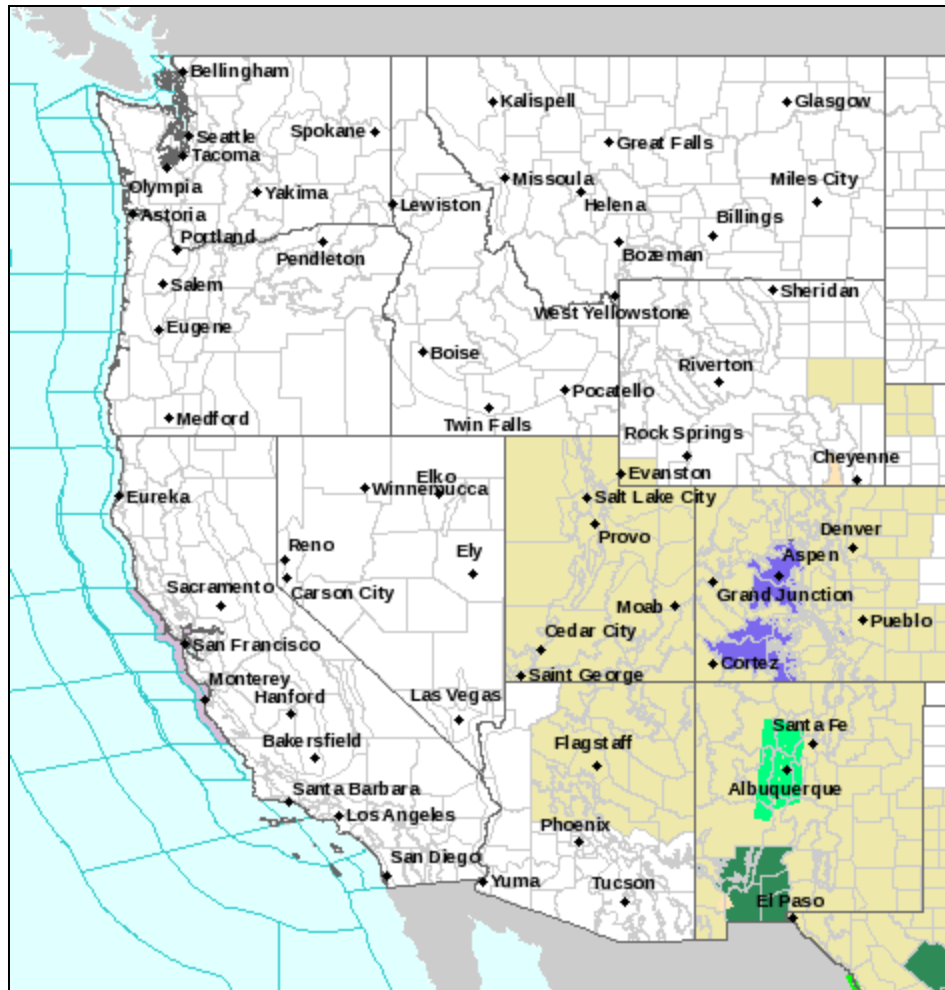 Bellingham
Kalispell
Glasgow
Seattle
Spokane
Great Falls
Tacoma
Olympia
Yakima
Missoula
Miles City
Helena
Lewiston
Astoria
Billings
Portland
Pendleton
Bozeman
Salem
Sheridan
West Yellowstone
Eugene
Boise
Riverton
Pocatello
Medford
Twin Falls
Rock Springs
Cheyenne
Evanston
Elko
Winnemucca
Eureka
Salt Lake City
Provo
Denver
Reno
Ely
Aspen
Sacramento
Carson City
Grand Junction
Moab
Pueblo
Cedar City
San Francisco
Cortez
Saint George
Monterey
Hanford
Las Vegas
Santa Fe
Bakersfield
Flagstaff
Albuquerque
Santa Barbara
Los Angeles
Phoenix
San Diego
Yuma
Tucson
El Paso